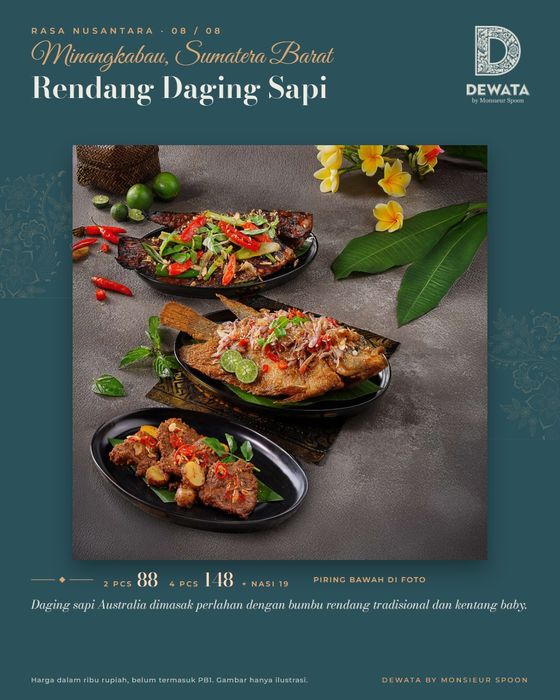 RASA NUSANTARA · 08 / 08
Minangkabau, Sumatera Barat
Rendang Daging Sapi
D
DEWATA
by Monsieur Spoon
2 PCS 88 4 PCS 148 + NASI 19 PIRING BAWAH DI FOTO
Daging sapi Australia dimasak perlahan dengan bumbu rendang tradisional dan kentang baby.
Harga dalam ribu rupiah, belum termasuk PB1. Gambar hanya ilustrasi.
DEWATA BY MONSIEUR SPOON